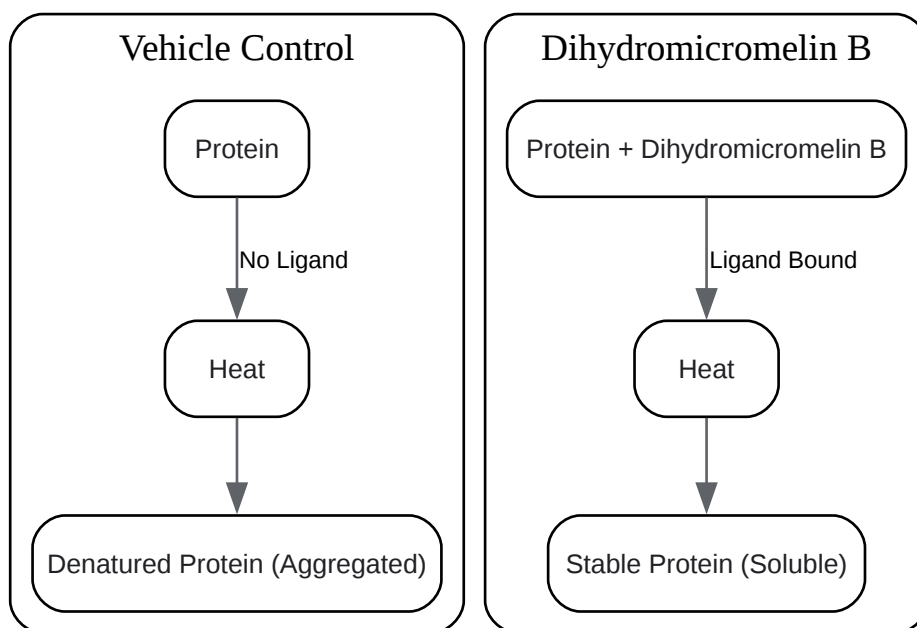 Vehicle Control
Protein
No Ligand
Heat
Denatured Protein (Aggregated)
Dihydromicromelin B
Protein + Dihydromicromelin B
Ligand Bound
Heat
Stable Protein (Soluble)